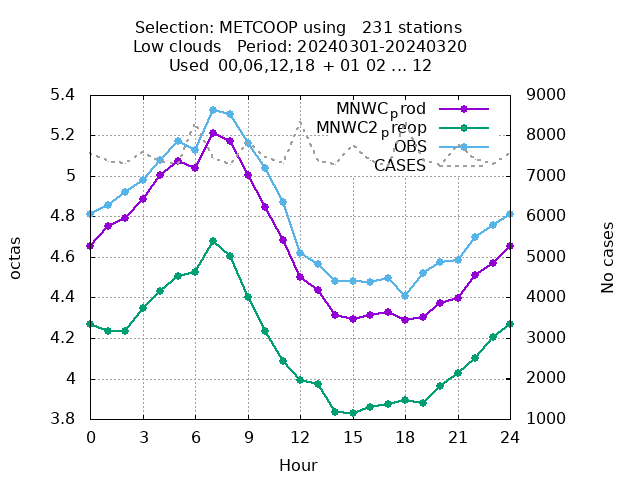 Selection: METCOOP using   231 stations
Low clouds   Period: 20240301-20240320
Used  00,06,12,18  + 01 02 ... 12
5.4
5.2
5
4.8
4.6
4.4
4.2
4
3.8
9000
8000
7000
6000
5000
4000
3000
2000
1000
0
3
6
9
12
15
18
21
24
octas
No cases
Hour
MNWCprod
MNWC2preop
OBS
CASES